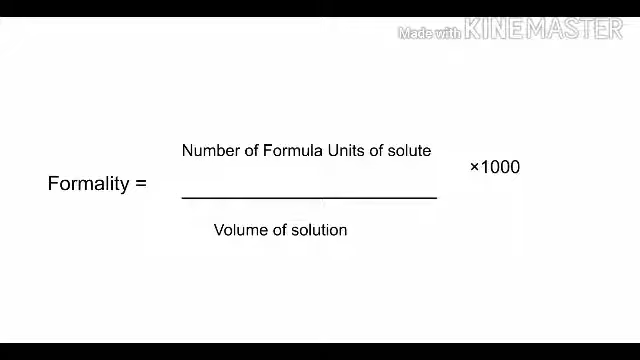 Made with KINEMASTER
Number of Formula Units of solute
×1000
Formality =
Volume of solution